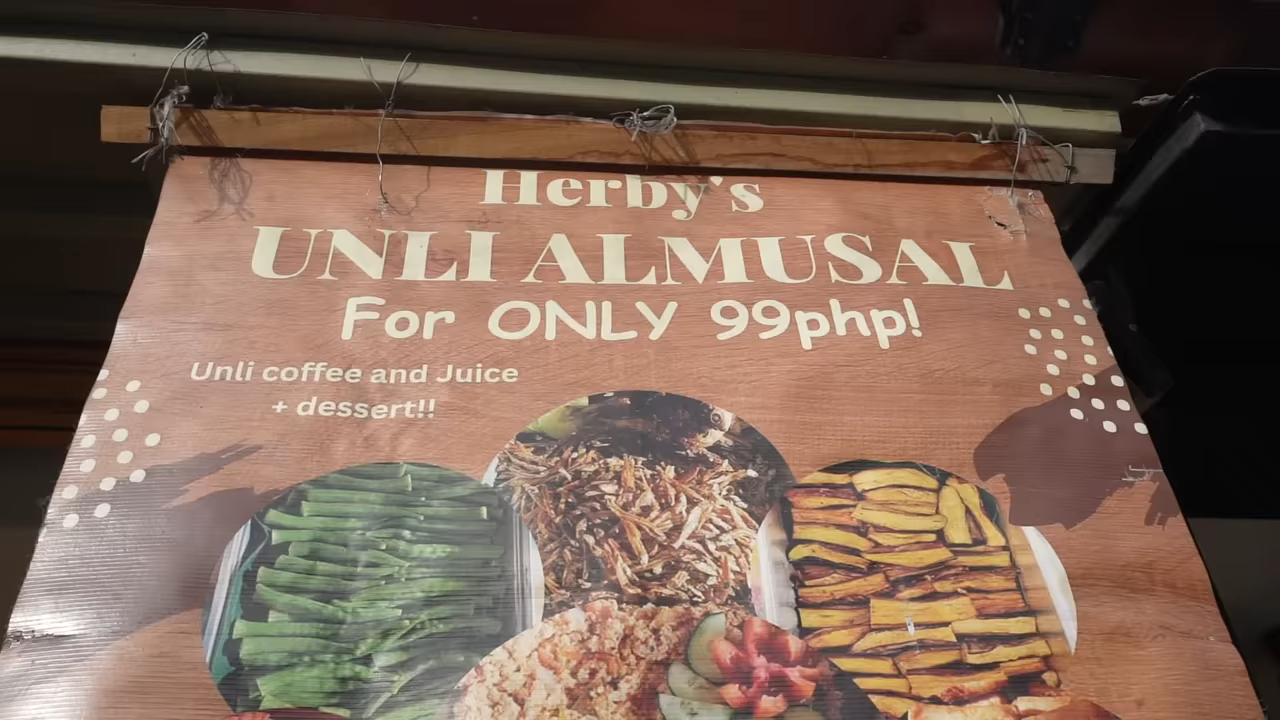 Herby's
UNLI ALMUSAL
For ONLY 99php!
Unli coffee and Juice
+ dessert!!